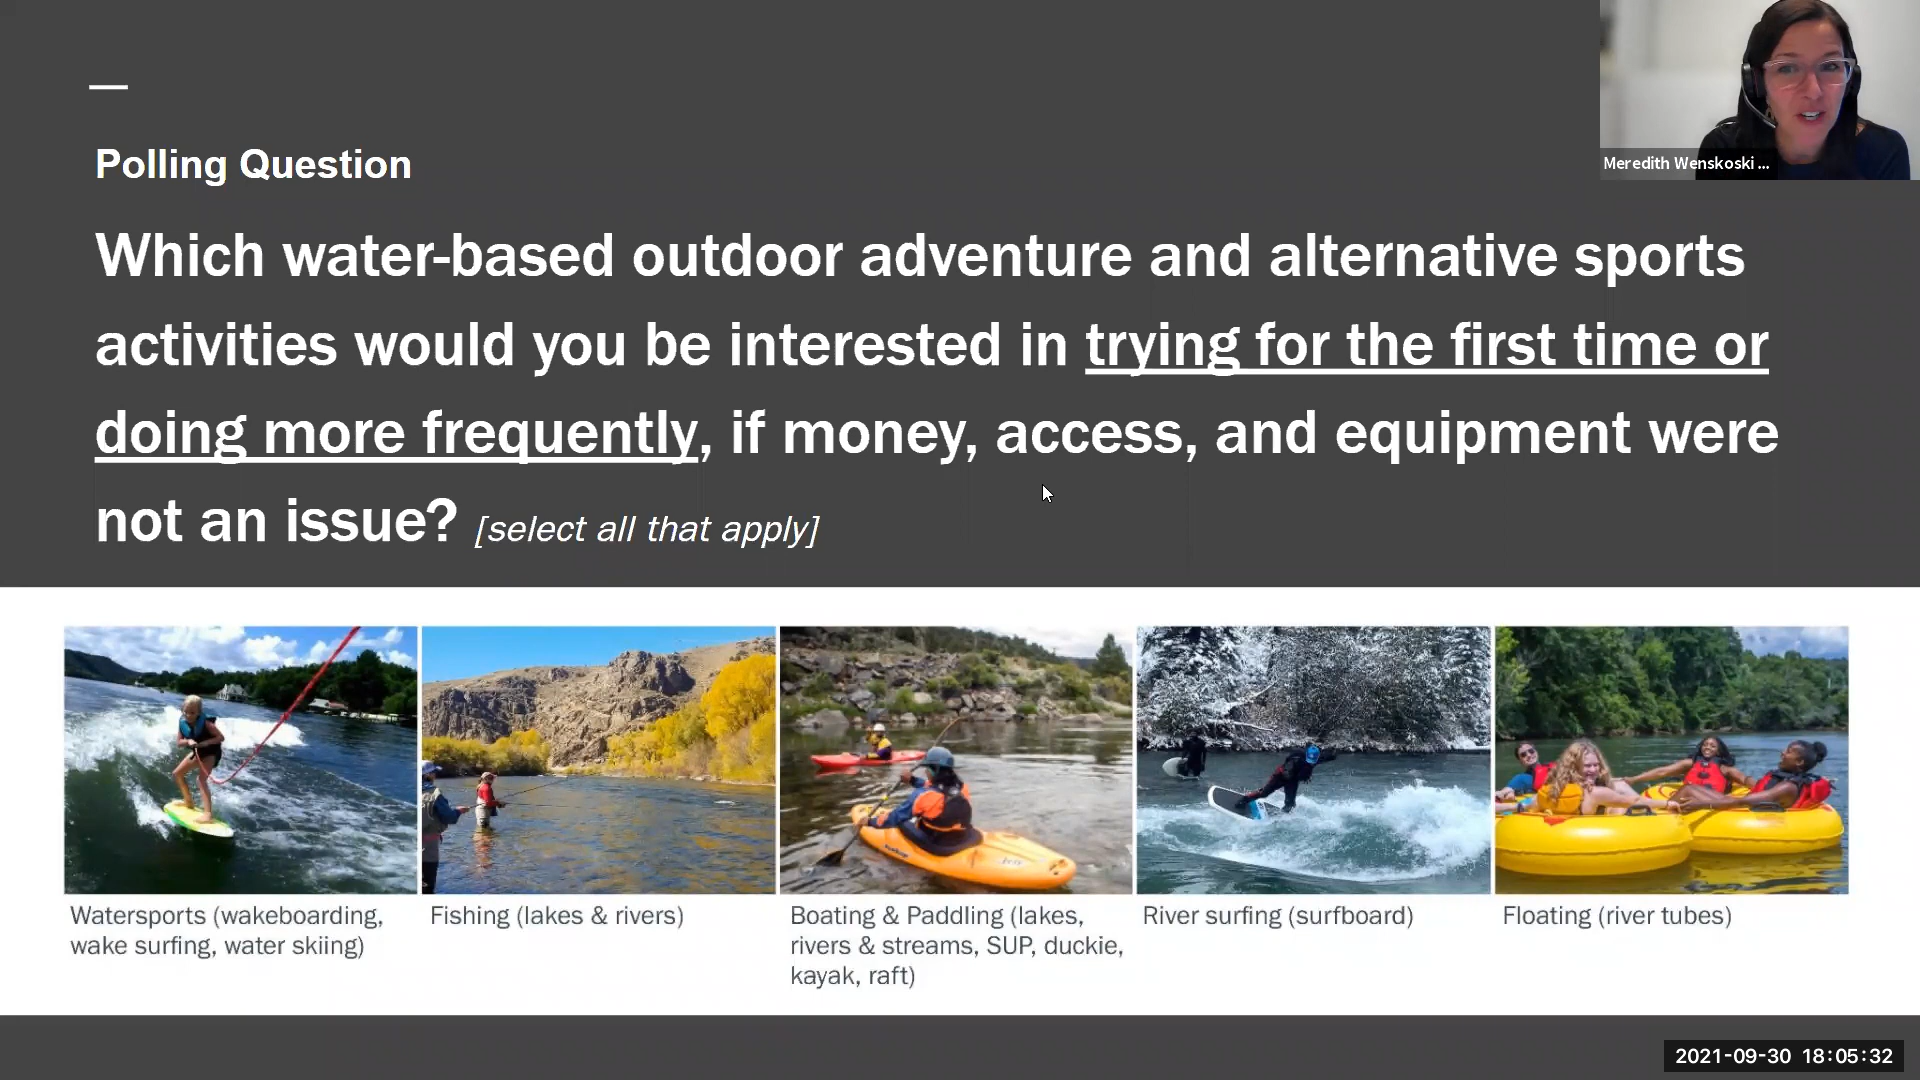 Polling Question
Which water-based outdoor adventure and alternative sports
activities would you be interested in trying for the first time or
doing more frequently, if money, access, and equipment were
not an issue? [select all that apply]
Meredith Wenskoski ...
Watersports (wakeboarding,
wake surfing, water skiing)
Fishing (lakes & rivers)
Boating & Paddling (lakes,
rivers & streams, SUP, duckie,
kayak, raft)
River surfing (surfboard)
Floating (river tubes)
2021-09-30 18:05:32